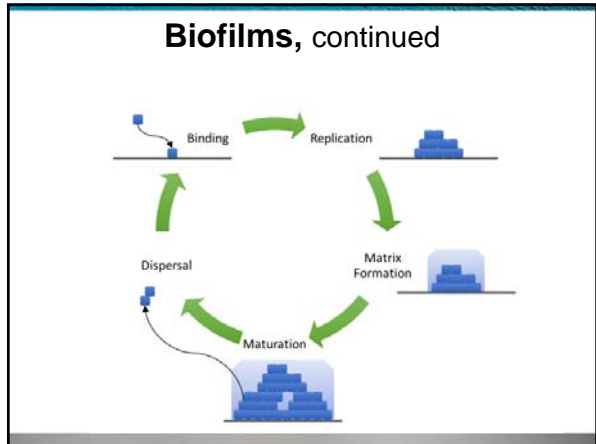 Biofilms, continued
Binding
Replication
Matrix
Formation
Maturation
Dispersal